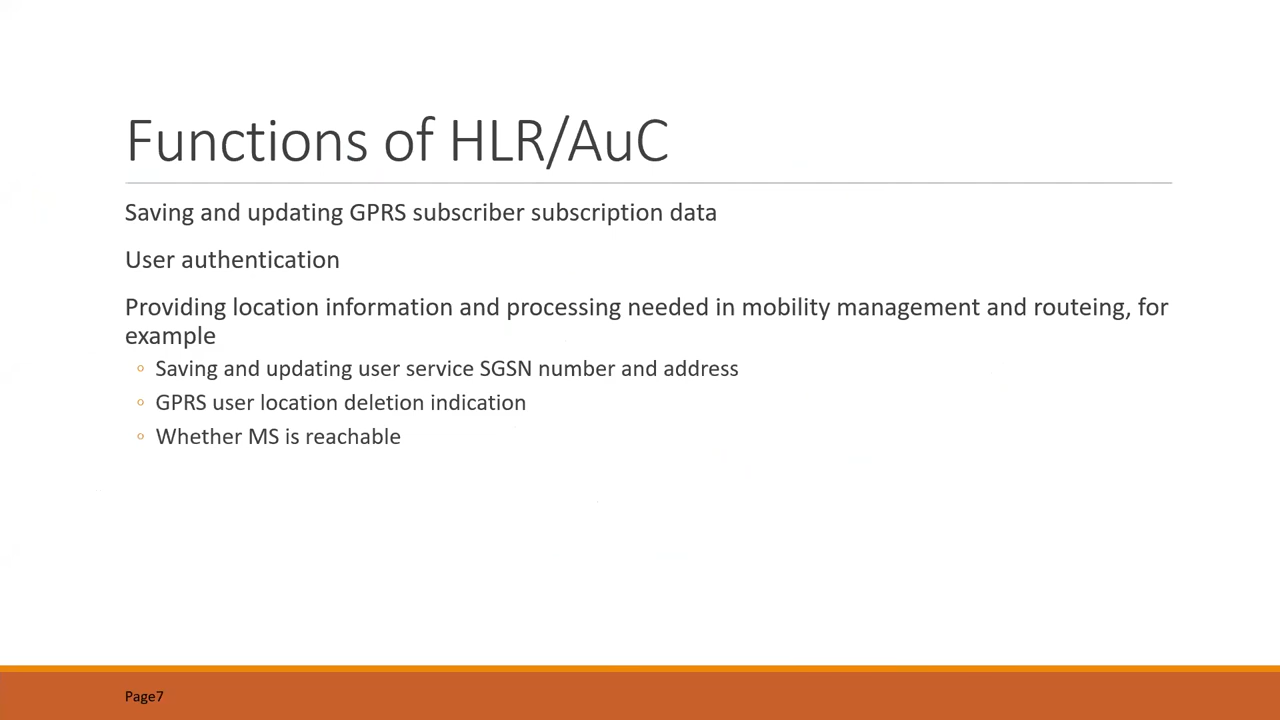 Functions of HLR/AuC
Saving and updating GPRS subscriber subscription data
User authentication
Providing location information and processing needed in mobility management and routeing, for
example
Saving and updating user service SGSN number and address
GPRS user location deletion indication
Whether MS is reachable
Page7